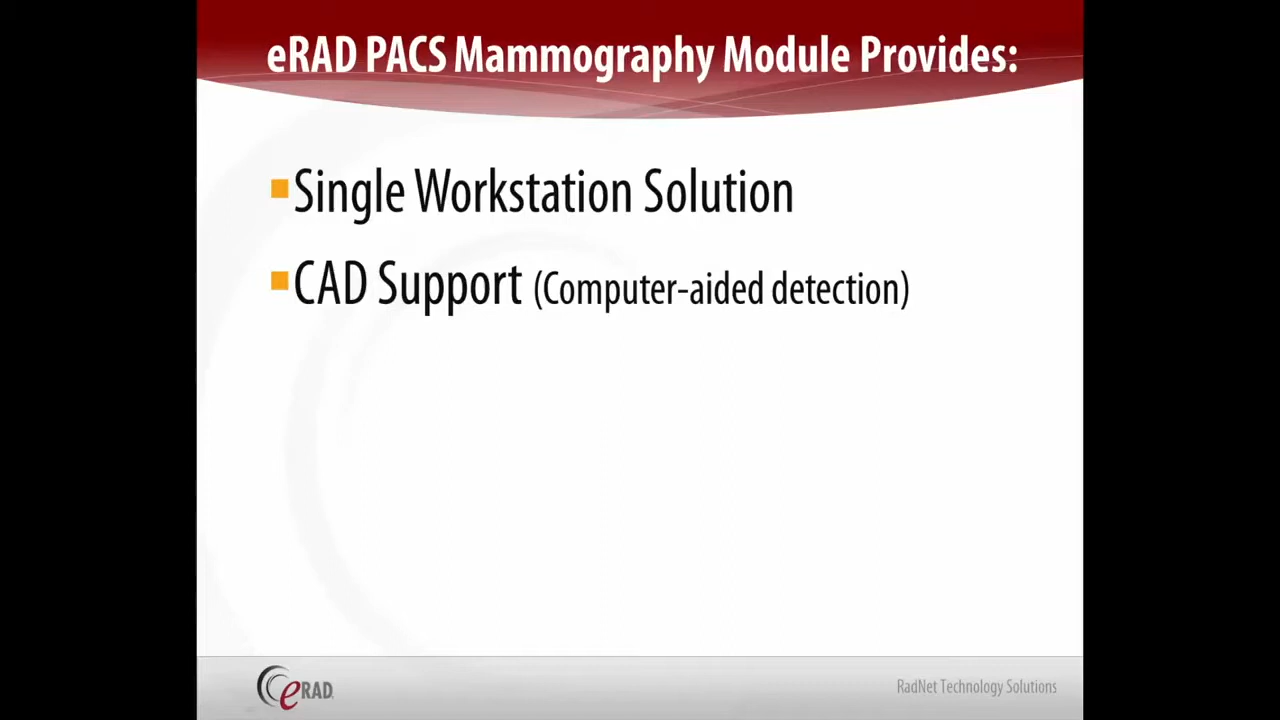 eRAD PACS Mammography Module Provides:
Single Workstation Solution
CAD Support (Computer-aided detection)
eRAD
RadNet Technology Solutions